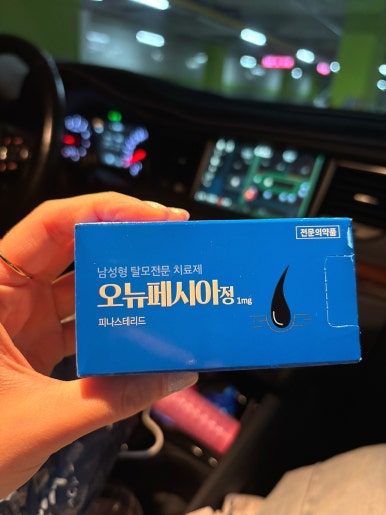 전문의약품
남성형 탈모전문 치료제
오뉴페시아정 1mg
피나스테리드